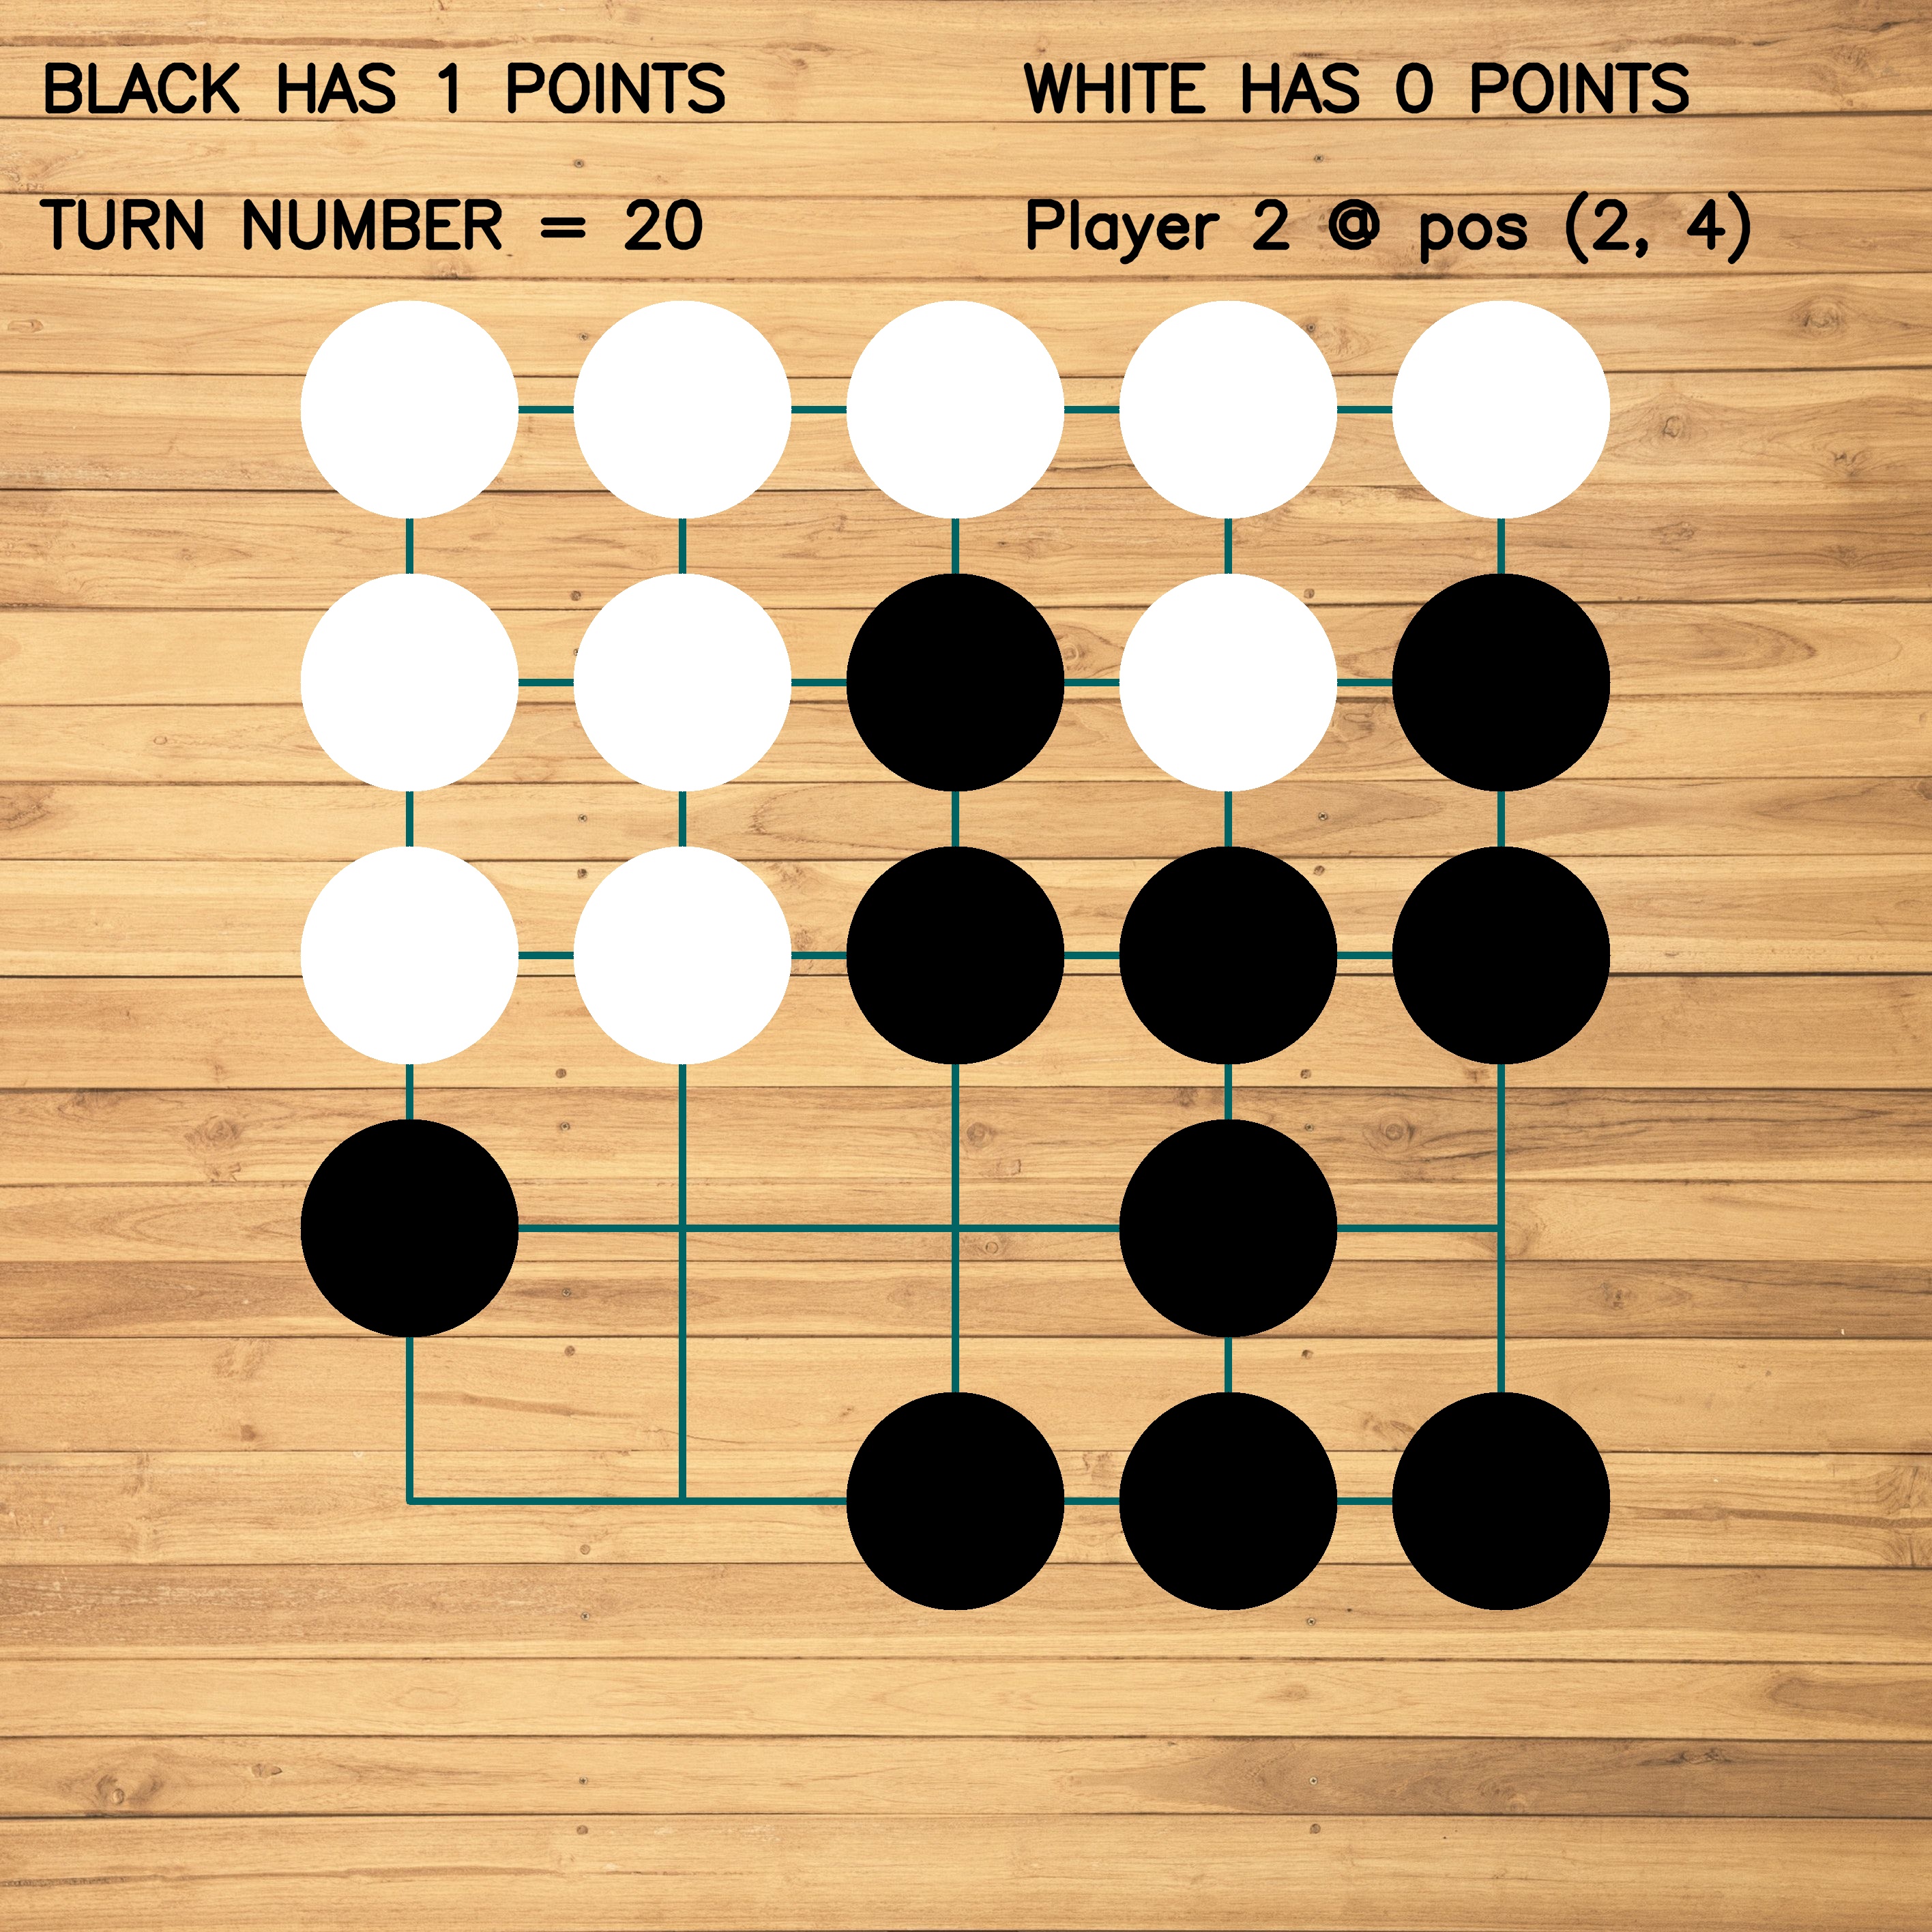 BLACK HAS 1 POINTS
WHITE HAS 0 POINTS
TURN NUMBER = 20
Player 2 @ pos (2, 4)